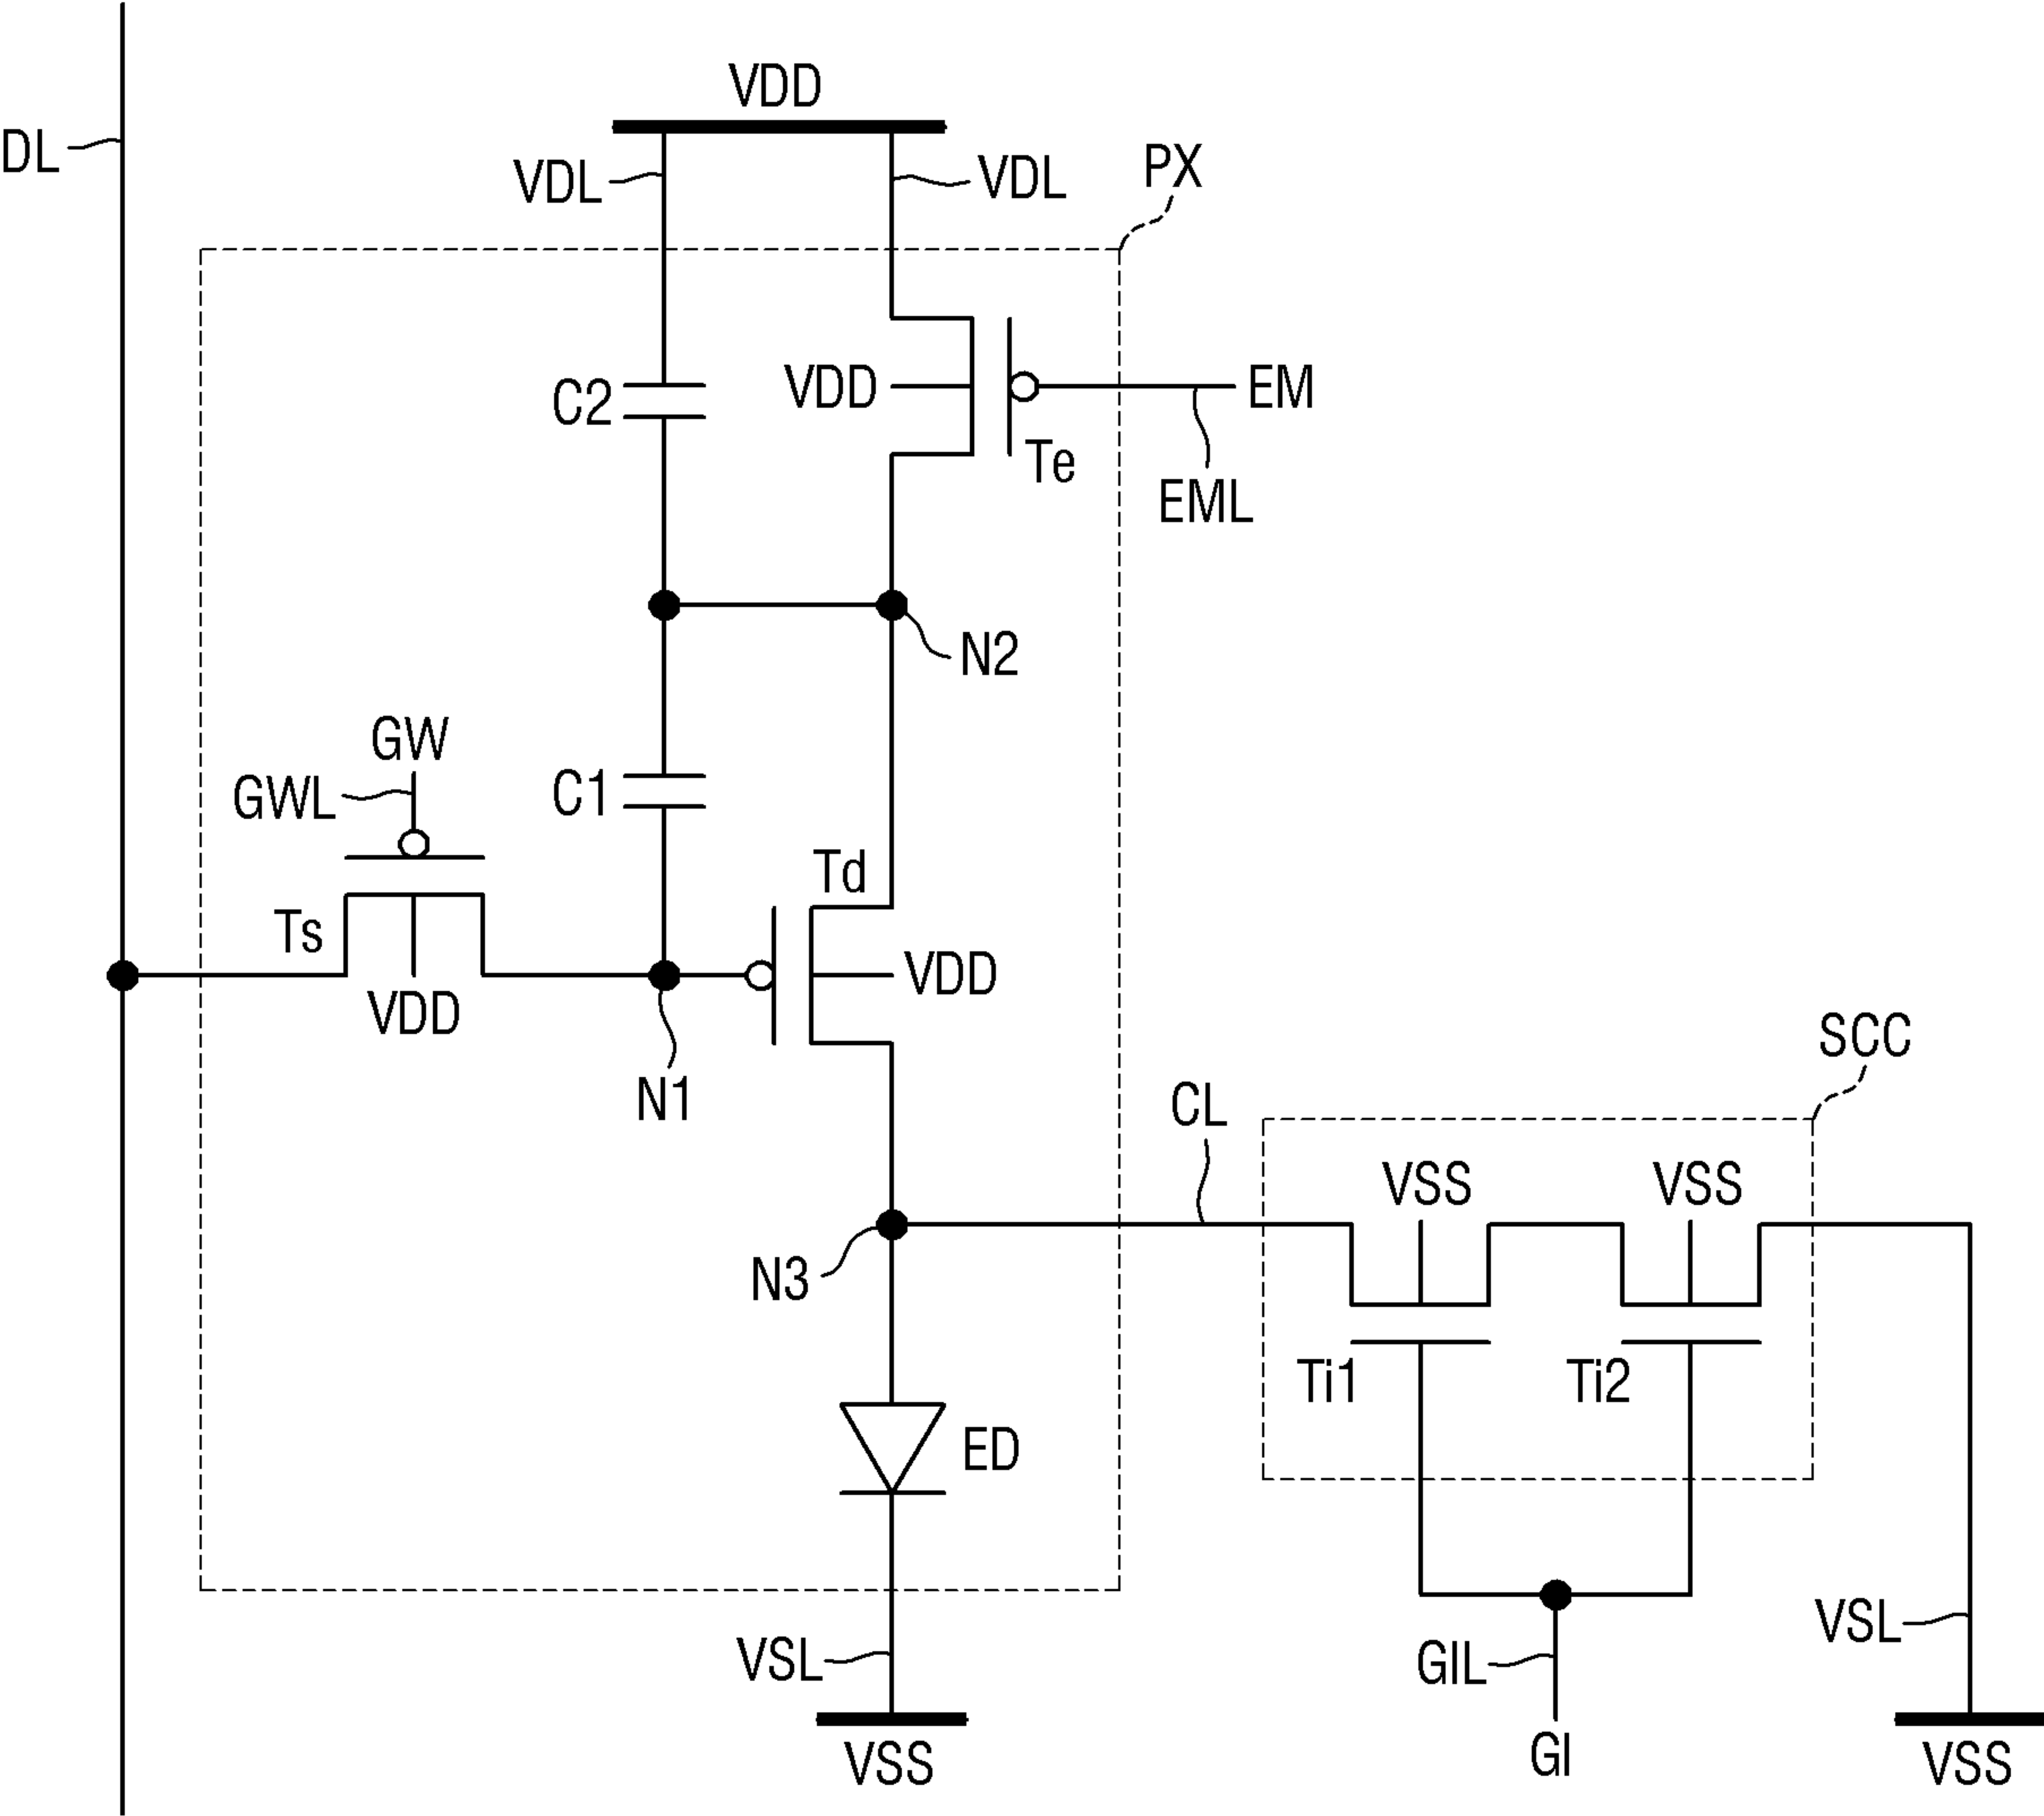 VDD
DL
VDL
VDL
PX
C2
VDD
EM
Te
EML
N2
GW
GWL
C1
Td
Ts
VDD
VDD
N1
SCC
CL
VSS
VSS
N3
Ti1
Ti2
ED
VSL
GIL
VSL
VSS
GI
VSS